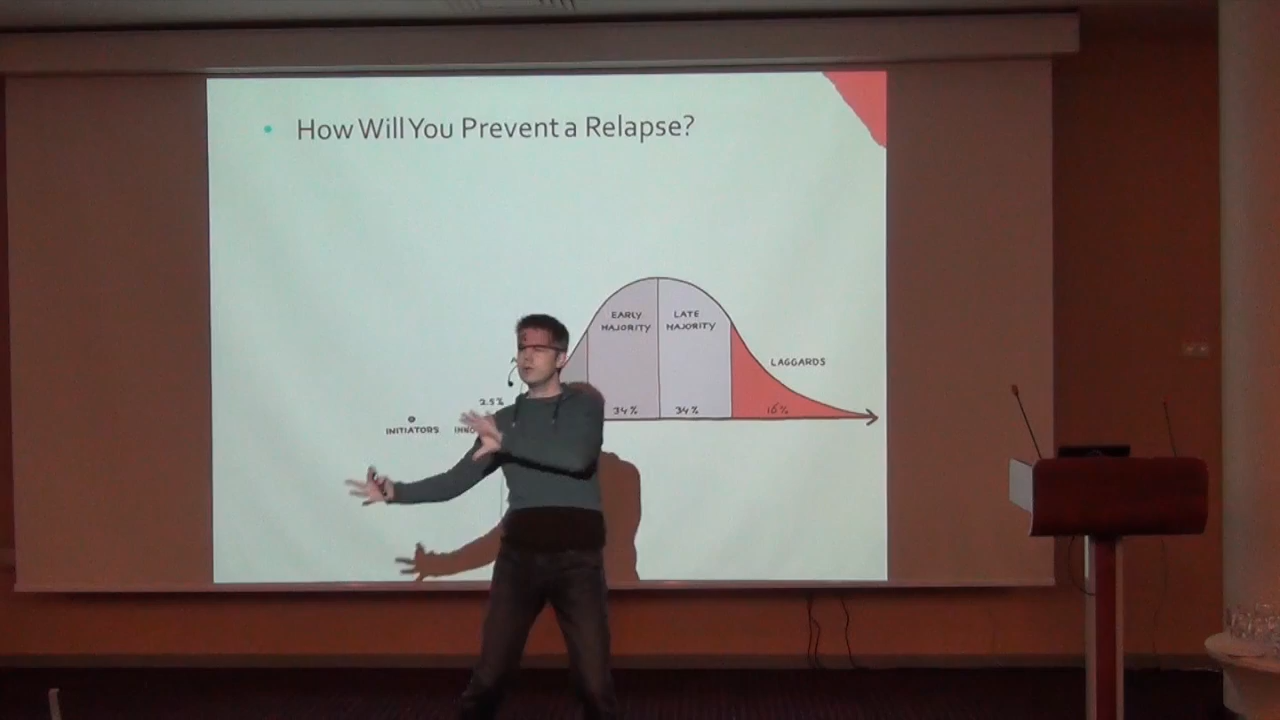 • How Will You Prevent a Relapse?
EARLY
MAJORITY
LATE
MAJORITY
LAGGARDS
2.5%
34%
34%
16%
INITIATORS